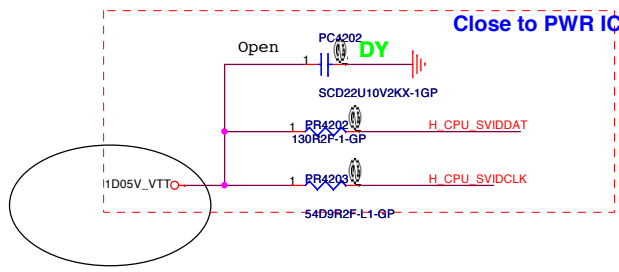 Close to PWR IC
PC4202
Open
DY
1
SCD22U10V2KX-1GP
PR4202
1
H_CPU_SVIDDAT
130R2F-1-GP
1D05V_VTT
PR4203
1
H_CPU_SVIDCLK
54D9R2F-L1-GP